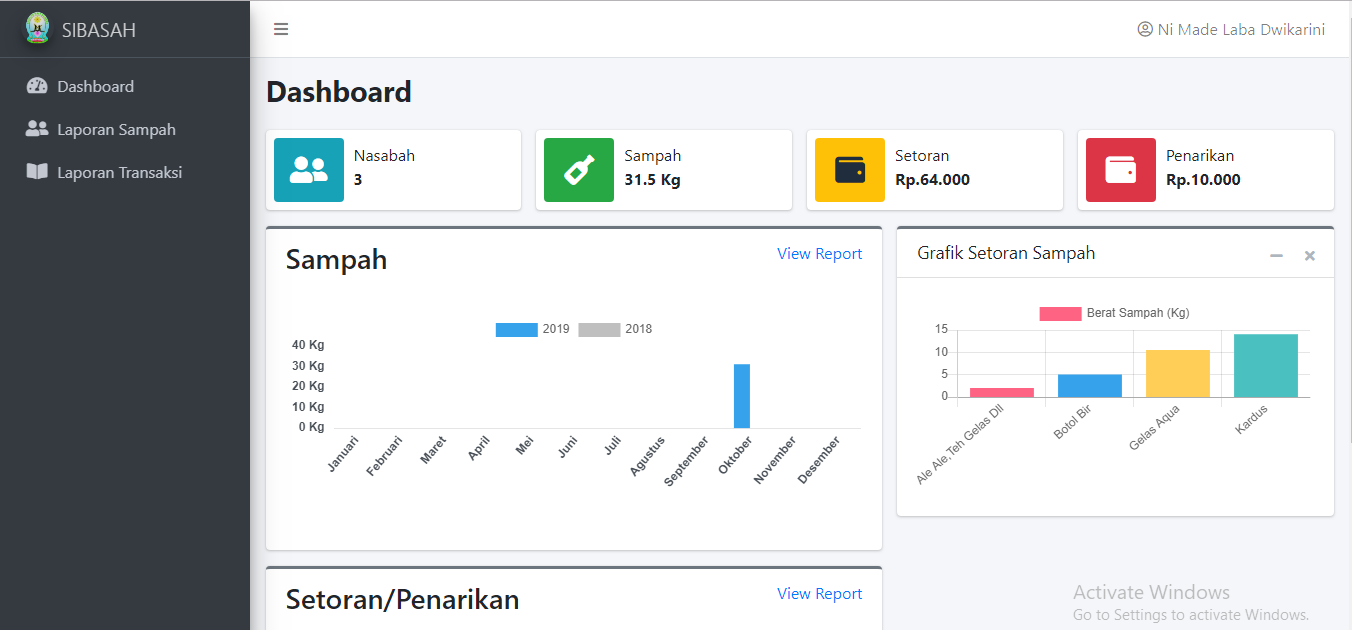 SIBASAH
Ni Made Laba Dwikarini
Dashboard
Laporan Sampah
Laporan Transaksi
Dashboard
Nasabah
3
Sampah
31.5 Kg
Setoran
Rp.64.000
Penarikan
Rp.10.000
Sampah
View Report
2019 2018
40 Kg
30 Kg
20 Kg
10 Kg
0 Kg
Januari
Februari
Maret
April
Mei
Juni
Juli
Agustus
September
Oktober
November
Desember
Grafik Setoran Sampah
Berat Sampah (Kg)
15
10
5
0
Ale Ale,Teh Gelas Dll
Botol Bir
Gelas Aqua
Kardus
Setoran/Penarikan
View Report
Activate Windows
Go to Settings to activate Windows.